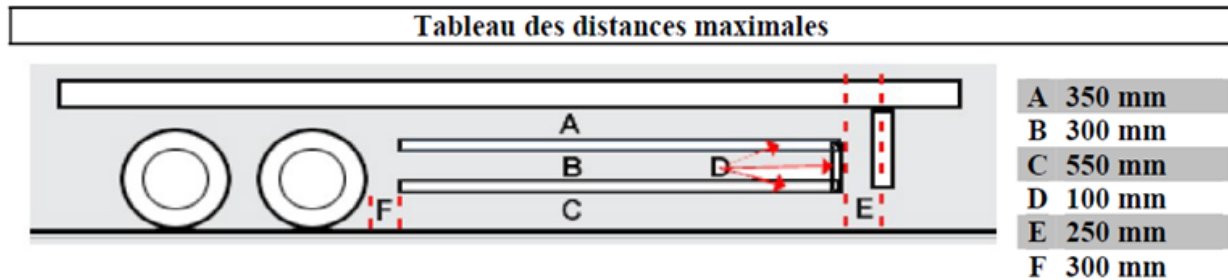 Tableau des distances maximales
A
B
C
D
E
F
A 350 mm
B 300 mm
C 550 mm
D 100 mm
E 250 mm
F 300 mm